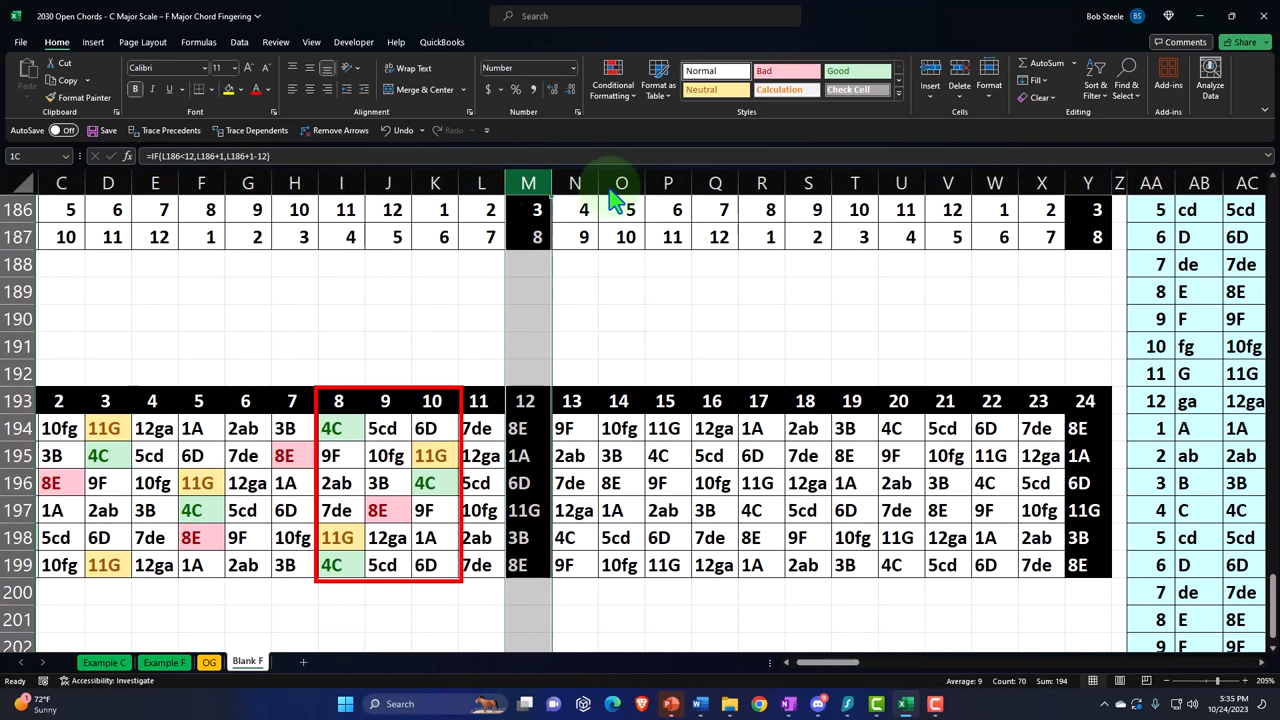 2030 Open Chords - C Major Scale – F Major Chord Fingering
Search
Bob Steele BS
File Home Insert Page Layout Formulas Data Review View Developer Help QuickBooks Comments Share
Cut
Copy
Format Painter
Paste
Calibri 11
Wrap Text
Merge & Center
Number
Conditional Formatting
Format as Table
Normal Bad Good
Neutral Calculation Check Cell
Insert Delete Format
AutoSum
Fill
Clear
Sort & Filter
Find & Select
Add-ins
Analyze Data
Clipboard Font Alignment Number Styles Cells Editing Add-ins
AutoSave Off Save Trace Precedents Trace Dependents Remove Arrows Undo Redo
1C =IF(L186<12,L186+1,L186+1-12)
C D E F G H I J K L M N O P Q R S T U V W X Y Z AA AB AC
186 5 6 7 8 9 10 11 12 1 2 3 4 5 6 7 8 9 10 11 12 1 2 3 5 cd 5cd
187 10 11 12 1 2 3 4 5 6 7 8 9 10 11 12 1 2 3 4 5 6 7 8 6 D 6D
188 7 de 7de
189 8 E 8E
190 9 F 9F
191 10 fg 10fg
192 11 G 11G
193 2 3 4 5 6 7 8 9 10 11 12 13 14 15 16 17 18 19 20 21 22 23 24 12 ga 12ga
194 10fg 11G 12ga 1A 2ab 3B 4C 5cd 6D 7de 8E 9F 10fg 11G 12ga 1A 2ab 3B 4C 5cd 6D 7de 8E 1 A 1A
195 3B 4C 5cd 6D 7de 8E 9F 10fg 11G 12ga 1A 2ab 3B 4C 5cd 6D 7de 8E 9F 10fg 11G 12ga 1A 2 ab 2ab
196 8E 9F 10fg 11G 12ga 1A 2ab 3B 4C 5cd 6D 7de 8E 9F 10fg 11G 12ga 1A 2ab 3B 4C 5cd 6D 3 B 3B
197 1A 2ab 3B 4C 5cd 6D 7de 8E 9F 10fg 11G 12ga 1A 2ab 3B 4C 5cd 6D 7de 8E 9F 10fg 11G 4 C 4C
198 5cd 6D 7de 8E 9F 10fg 11G 12ga 1A 2ab 3B 4C 5cd 6D 7de 8E 9F 10fg 11G 12ga 1A 2ab 3B 5 cd 5cd
199 10fg 11G 12ga 1A 2ab 3B 4C 5cd 6D 7de 8E 9F 10fg 11G 12ga 1A 2ab 3B 4C 5cd 6D 7de 8E 6 D 6D
200 7 de 7de
201 8 E 8E
202 9 F 9F
Example C Example F OG Blank F
Ready Accessibility: Investigate Average: 9 Count: 70 Sum: 194 205%
72°F
Sunny
Search
5:35 PM
10/2/2023